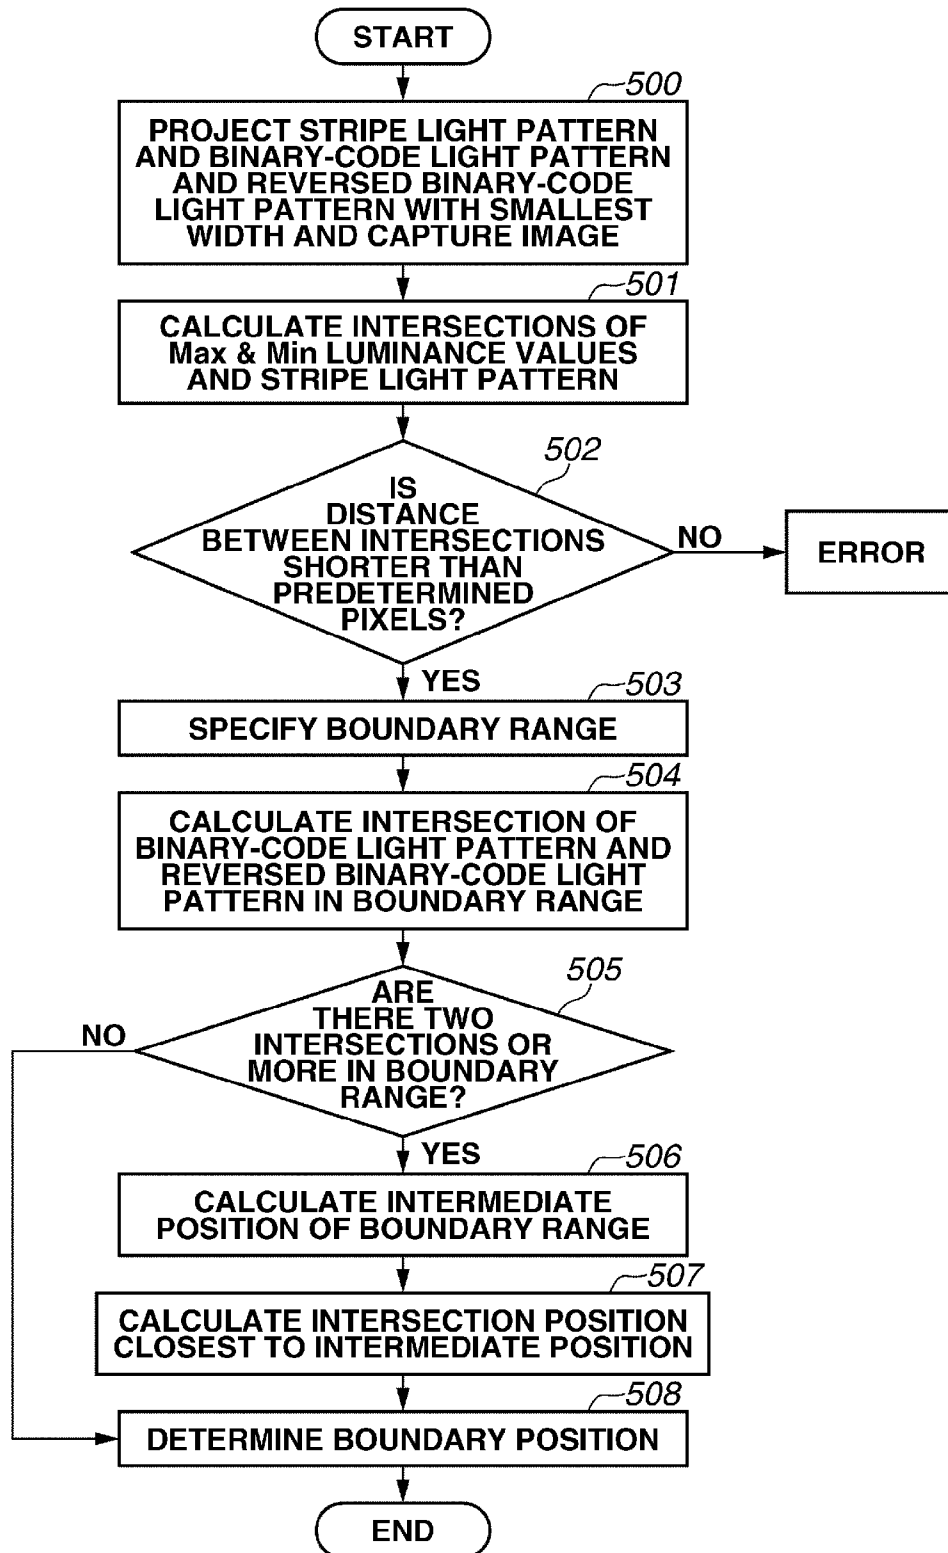 START
500
PROJECT STRIPE LIGHT PATTERN
AND BINARY-CODE LIGHT PATTERN
AND REVERSED BINARY-CODE
LIGHT PATTERN WITH SMALLEST
WIDTH AND CAPTURE IMAGE
501
CALCULATE INTERSECTIONS OF
Max & Min LUMINANCE VALUES
AND STRIPE LIGHT PATTERN
502
IS
DISTANCE
BETWEEN INTERSECTIONS
SHORTER THAN
PREDETERMINED
PIXELS?
NO
ERROR
YES
503
SPECIFY BOUNDARY RANGE
504
CALCULATE INTERSECTION OF
BINARY-CODE LIGHT PATTERN AND
REVERSED BINARY-CODE LIGHT
PATTERN IN BOUNDARY RANGE
505
ARE
THERE TWO
INTERSECTIONS OR
MORE IN BOUNDARY
RANGE?
NO
YES
506
CALCULATE INTERMEDIATE
POSITION OF BOUNDARY RANGE
507
CALCULATE INTERSECTION POSITION
CLOSEST TO INTERMEDIATE POSITION
508
DETERMINE BOUNDARY POSITION
END